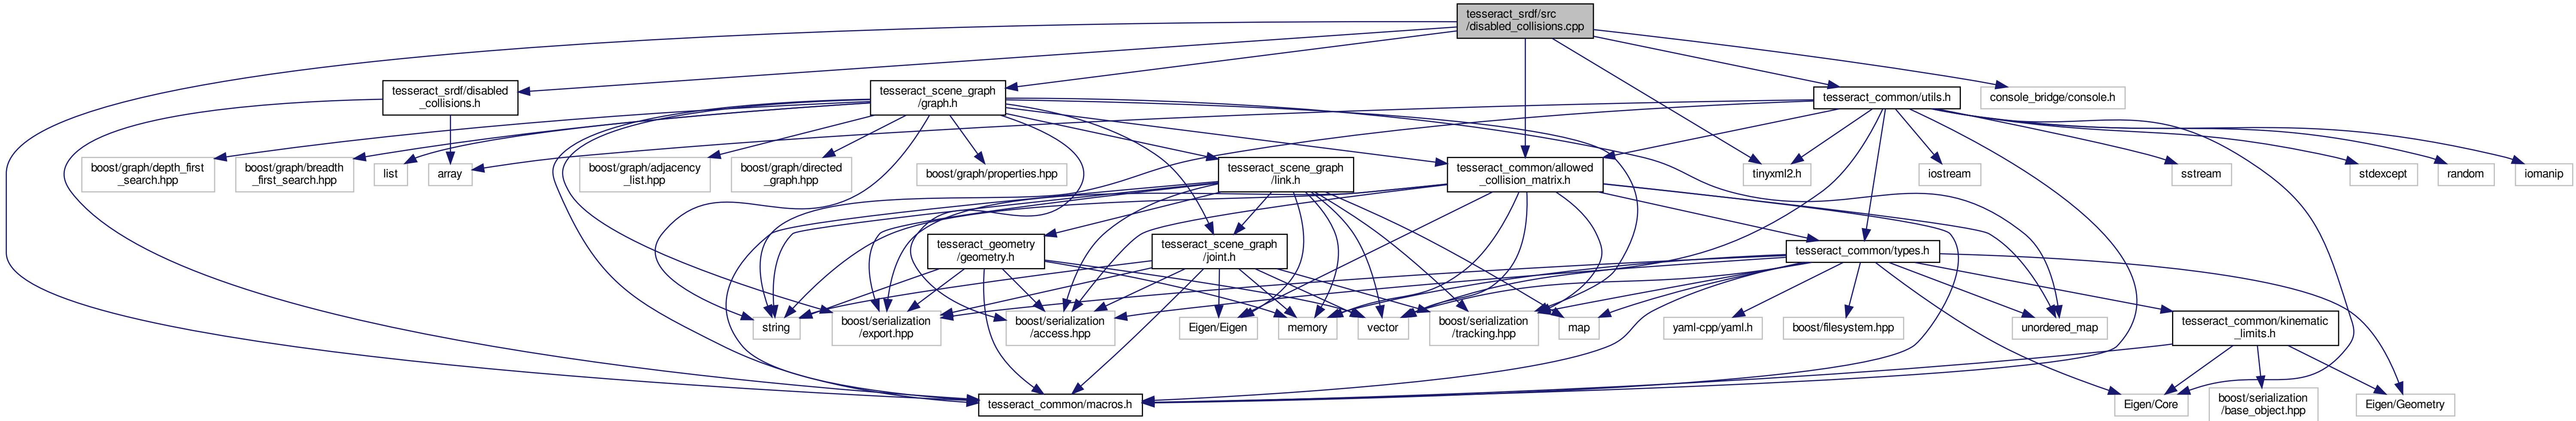 tesseract_srdf/src
/disabled_collisions.cpp
tesseract_srdf/disabled
_collisions.h
tesseract_scene_graph
/graph.h
tesseract_common/utils.h
console_bridge/console.h
boost/graph/depth_first
_search.hpp
boost/graph/breadth
_first_search.hpp
list
array
boost/graph/adjacency
_list.hpp
boost/graph/directed
_graph.hpp
boost/graph/properties.hpp
tesseract_scene_graph
/link.h
tesseract_common/allowed
_collision_matrix.h
tinyxml2.h
iostream
sstream
stdexcept
random
iomanip
tesseract_geometry
/geometry.h
tesseract_scene_graph
/joint.h
tesseract_common/types.h
string
boost/serialization
/export.hpp
boost/serialization
/access.hpp
Eigen/Eigen
memory
vector
boost/serialization
/tracking.hpp
map
yaml-cpp/yaml.h
boost/filesystem.hpp
unordered_map
tesseract_common/kinematic
_limits.h
tesseract_common/macros.h
Eigen/Core
boost/serialization
/base_object.hpp
Eigen/Geometry